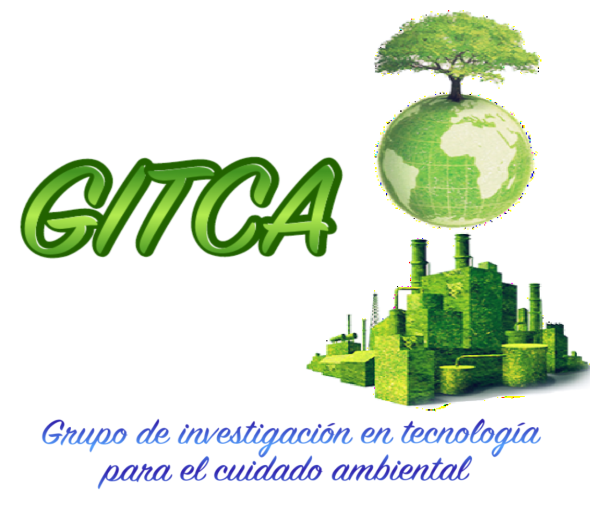 GITCA
Grupo de investigación en tecnología
para el cuidado ambiental